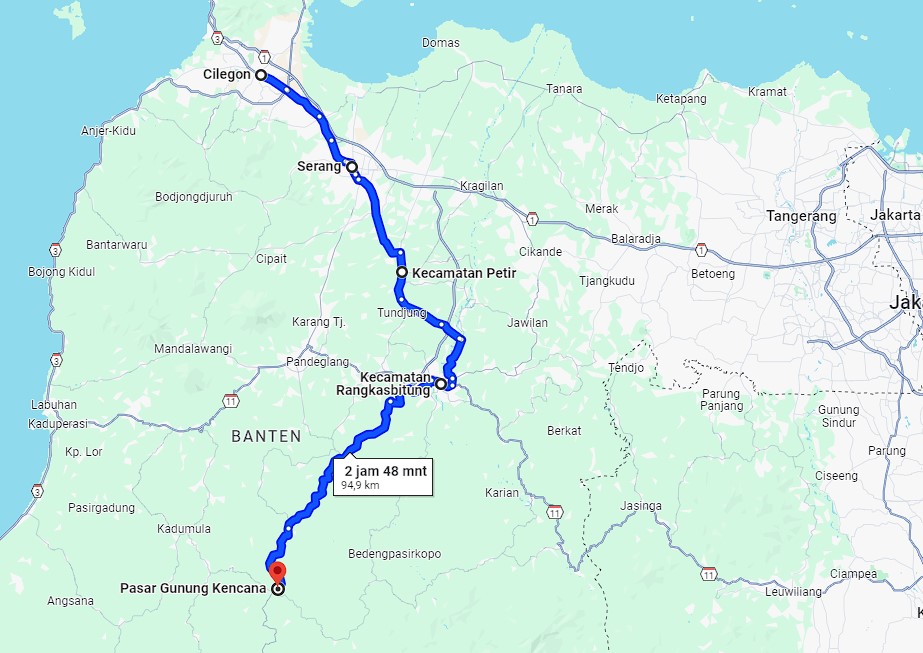 Domas
3
1
Cilegon
Tanara
Ketapang
Kramat
Anjer-Kidu
Serang
Kragilan
Bodjongdjuruh
Merak
Tangerang
Jakarta
1
Bantarwaru
3
Cipait
Cikande
Balaradja
1
Bojong Kidul
Kecamatan Petir
Betoeng
Tjangkudu
Jak
Tundjung
Karang Tj.
Jawilan
Mandalawangi
3
Pandeglang
Tendjo
Kecamatan
Rangkasbitung
Parung
Panjang
Labuhan
11
Kaduperasi
Gunung
Sindur
BANTEN
Berkat
Kp. Lor
Parung
2 jam 48 mnt
94,9 km
Ciseeng
3
Karian
Pasirgadung
Jasinga
11
Kadumula
Bedengpasirkopo
11
Ciampea
Pasar Gunung Kencana
Leuwiliang
Angsana
K